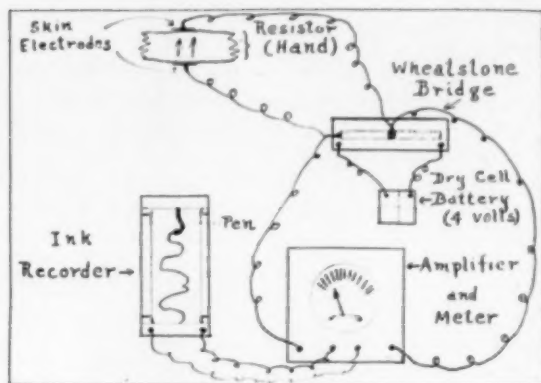 Skin
Electrodes
Resistor
(Hand)
Wheatstone
Bridge
Dry Cell
Battery
(4 volts)
Pen
Ink
Recorder
Amplifier
and
Meter